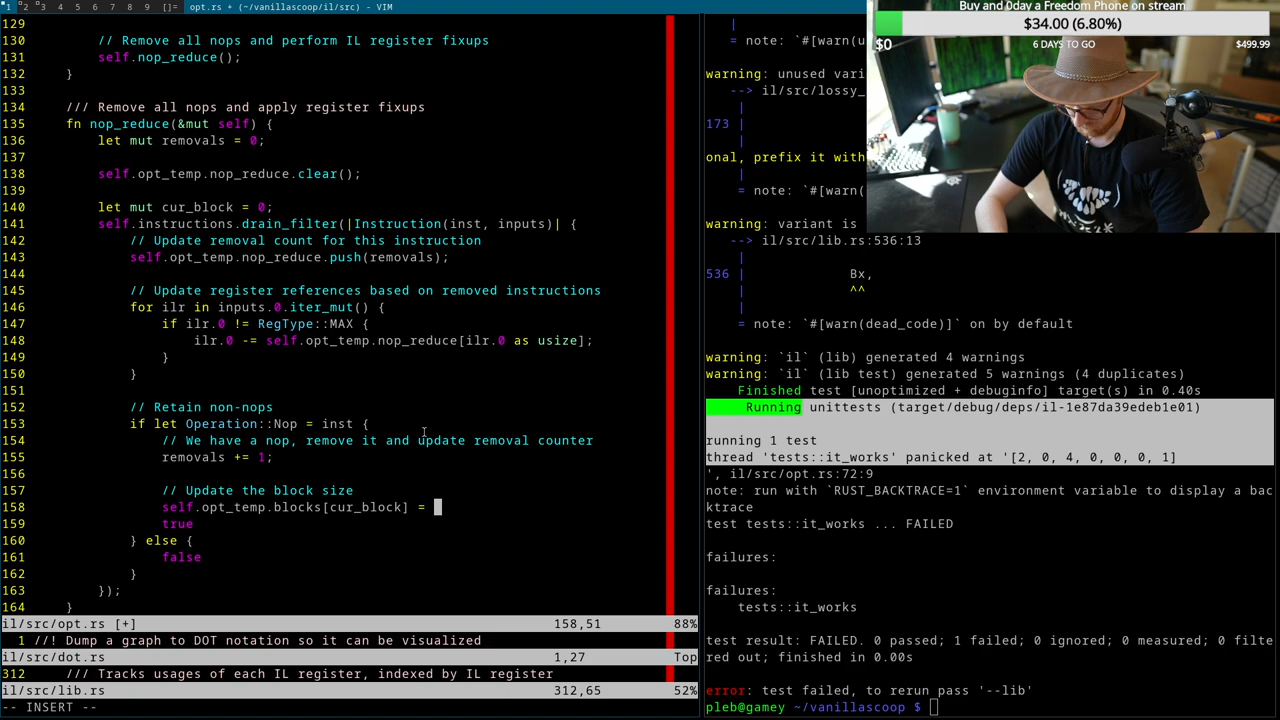 1 2 3 4 5 6 7 8 9 []= opt.rs + (~/vanillascoop/il/src) - VIM
129
130 // Remove all nops and perform IL register fixups
131 self.nop_reduce();
132 }
133
134 /// Remove all nops and apply register fixups
135 fn nop_reduce(&mut self) {
136 let mut removals = 0;
137
138 self.opt_temp.nop_reduce.clear();
139
140 let mut cur_block = 0;
141 self.instructions.drain_filter(|Instruction(inst, inputs)| {
142 // Update removal count for this instruction
143 self.opt_temp.nop_reduce.push(removals);
144
145 // Update register references based on removed instructions
146 for ilr in inputs.0.iter_mut() {
147 if ilr.0 != RegType::MAX {
148 ilr.0 -= self.opt_temp.nop_reduce[ilr.0 as usize];
149 }
150 }
151
152 // Retain non-nops
153 if let Operation::Nop = inst {
154 // We have a nop, remove it and update removal counter
155 removals += 1;
156
157 // Update the block size
158 self.opt_temp.blocks[cur_block] =
159 true
160 } else {
161 false
162 }
163 });
164 }
il/src/opt.rs [+] 158,51 88%
1 //! Dump a graph to DOT notation so it can be visualized
il/src/dot.rs 1,27 Top
312 /// Tracks usages of each IL register, indexed by IL register
il/src/lib.rs 312,65 52%
-- INSERT --
|
= note: `#[warn(u
warning: unused vari
--> il/src/lossy_
|
173 |
|
onal, prefix it with
= note: `#[warn(
warning: variant is
--> il/src/lib.rs:536:13
|
536 | Bx,
| ^^
|
= note: `#[warn(dead_code)]` on by default
warning: `il` (lib) generated 4 warnings
warning: `il` (lib test) generated 5 warnings (4 duplicates)
Finished test [unoptimized + debuginfo] target(s) in 0.40s
Running unittests (target/debug/deps/il-1e87da39edeb1e01)
running 1 test
thread 'tests::it_works' panicked at '[2, 0, 4, 0, 0, 0, 1]
', il/src/opt.rs:72:9
note: run with `RUST_BACKTRACE=1` environment variable to display a bac
ktrace
test tests::it_works ... FAILED
failures:
failures:
tests::it_works
test result: FAILED. 0 passed; 1 failed; 0 ignored; 0 measured; 0 filte
red out; finished in 0.00s
error: test failed, to rerun pass '--lib'
pleb@gamey ~/vanillascoop $
Buy and 0day a Freedom Phone on stream
$34.00 (6.80%)
$0 6 DAYS TO GO $499.99